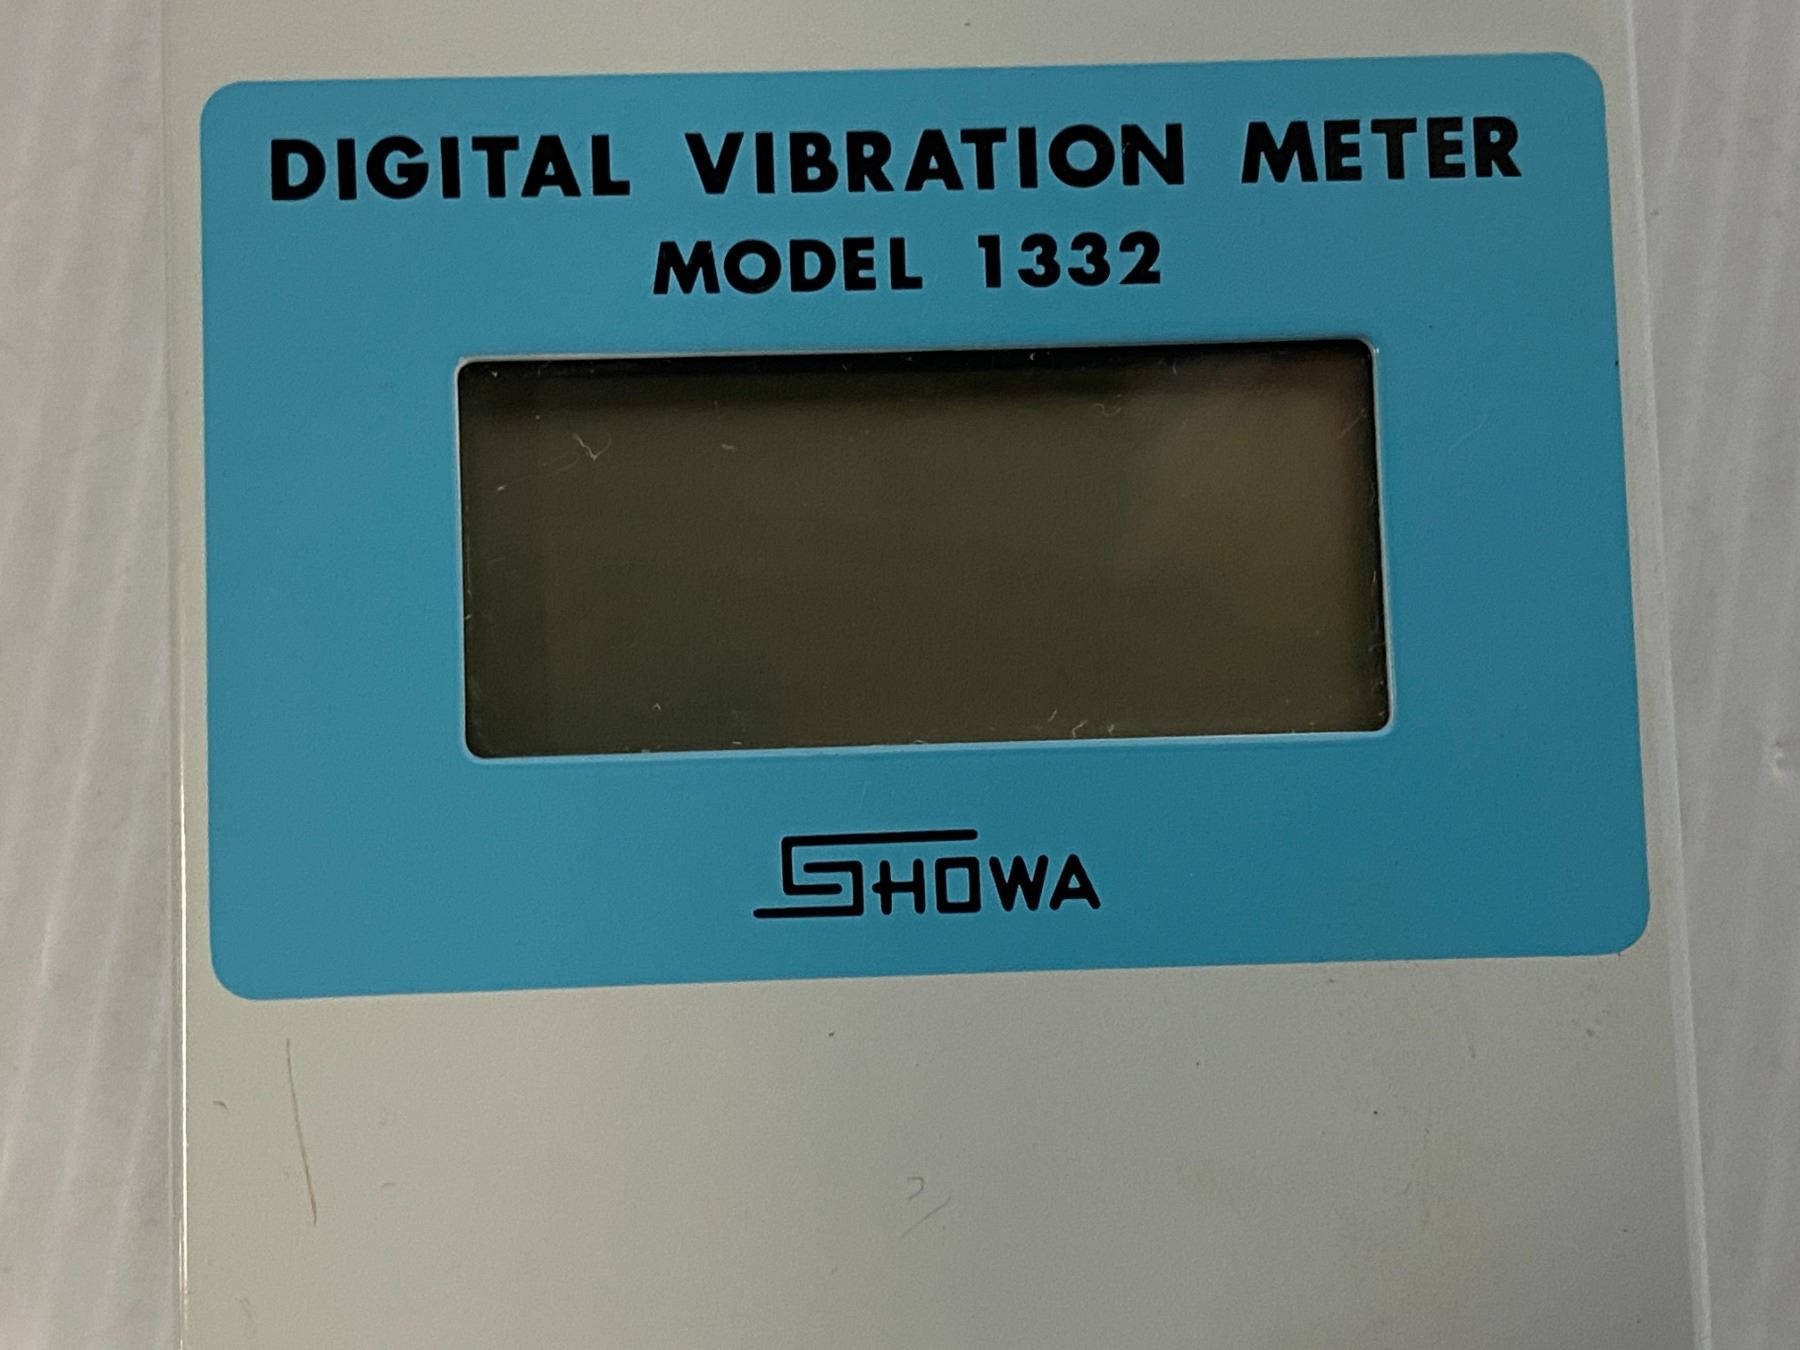 DIGITAL VIBRATION METER
MODEL 1332
SHOWA